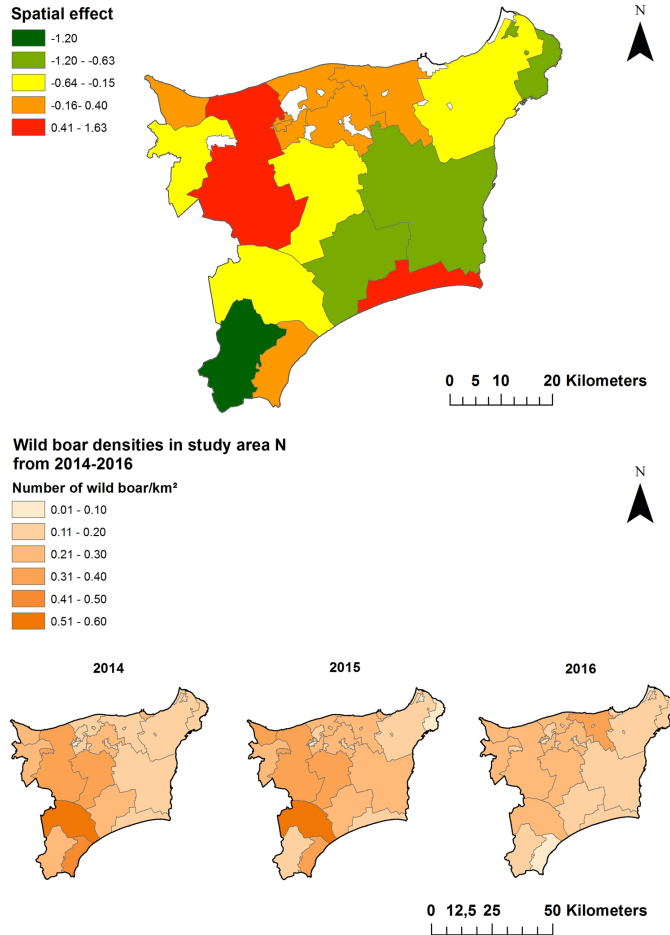 Spatial effect
N
-1.20
-1.20 - -0.63
-0.64 - -0.15
-0.16- 0.40
0.41 - 1.63
0 5 10 20 Kilometers
Wild boar densities in study area N
from 2014-2016
Number of wild boar/km²
N
0.01 - 0.10
0.11 - 0.20
0.21 - 0.30
0.31 - 0.40
0.41 - 0.50
0.51 - 0.60
2014 2015 2016
0 12,5 25 50 Kilometers